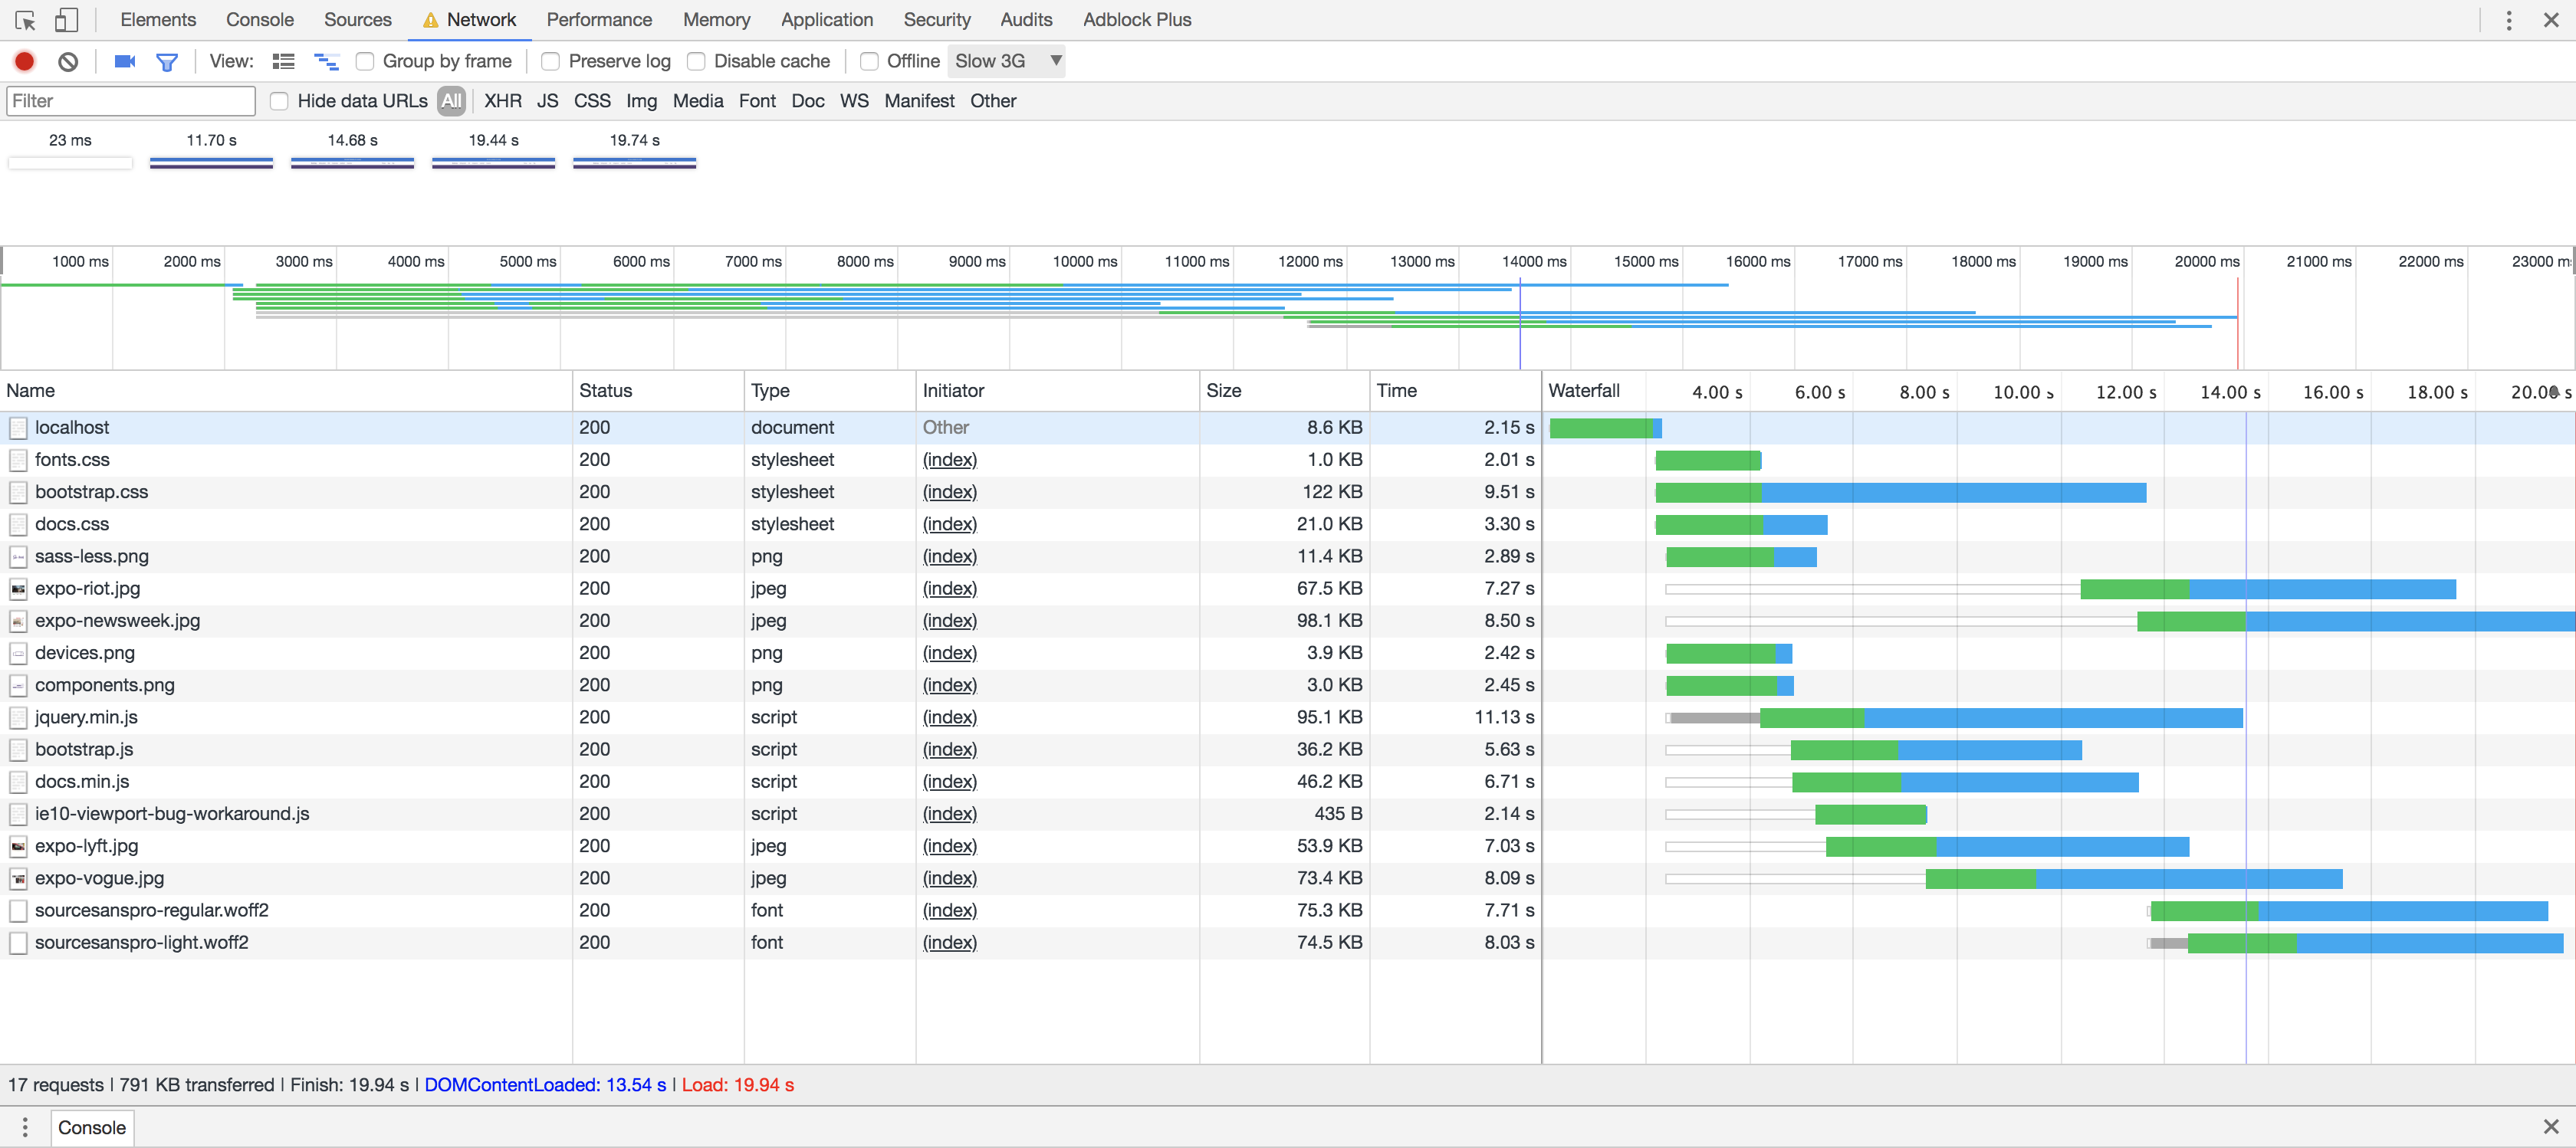 Elements Console Sources Network Performance Memory Application Security Audits Adblock Plus
View: Group by frame Preserve log Disable cache Offline Slow 3G
Filter Hide data URLs All XHR JS CSS Img Media Font Doc WS Manifest Other
23 ms 11.70 s 14.68 s 19.44 s 19.74 s
1000 ms 2000 ms 3000 ms 4000 ms 5000 ms 6000 ms 7000 ms 8000 ms 9000 ms 10000 ms 11000 ms 12000 ms 13000 ms 14000 ms 15000 ms 16000 ms 17000 ms 18000 ms 19000 ms 20000 ms 21000 ms 22000 ms 23000 m
Name Status Type Initiator Size Time Waterfall 4.00 s 6.00 s 8.00 s 10.00 s 12.00 s 14.00 s 16.00 s 18.00 s 20.00 s
localhost 200 document Other 8.6 KB 2.15 s
fonts.css 200 stylesheet (index) 1.0 KB 2.01 s
bootstrap.css 200 stylesheet (index) 122 KB 9.51 s
docs.css 200 stylesheet (index) 21.0 KB 3.30 s
sass-less.png 200 png (index) 11.4 KB 2.89 s
expo-riot.jpg 200 jpeg (index) 67.5 KB 7.27 s
expo-newsweek.jpg 200 jpeg (index) 98.1 KB 8.50 s
devices.png 200 png (index) 3.9 KB 2.42 s
components.png 200 png (index) 3.0 KB 2.45 s
jquery.min.js 200 script (index) 95.1 KB 11.13 s
bootstrap.js 200 script (index) 36.2 KB 5.63 s
docs.min.js 200 script (index) 46.2 KB 6.71 s
ie10-viewport-bug-workaround.js 200 script (index) 435 B 2.14 s
expo-lyft.jpg 200 jpeg (index) 53.9 KB 7.03 s
expo-vogue.jpg 200 jpeg (index) 73.4 KB 8.09 s
sourcesanspro-regular.woff2 200 font (index) 75.3 KB 7.71 s
sourcesanspro-light.woff2 200 font (index) 74.5 KB 8.03 s
17 requests | 791 KB transferred | Finish: 19.94 s | DOMContentLoaded: 13.54 s | Load: 19.94 s
Console